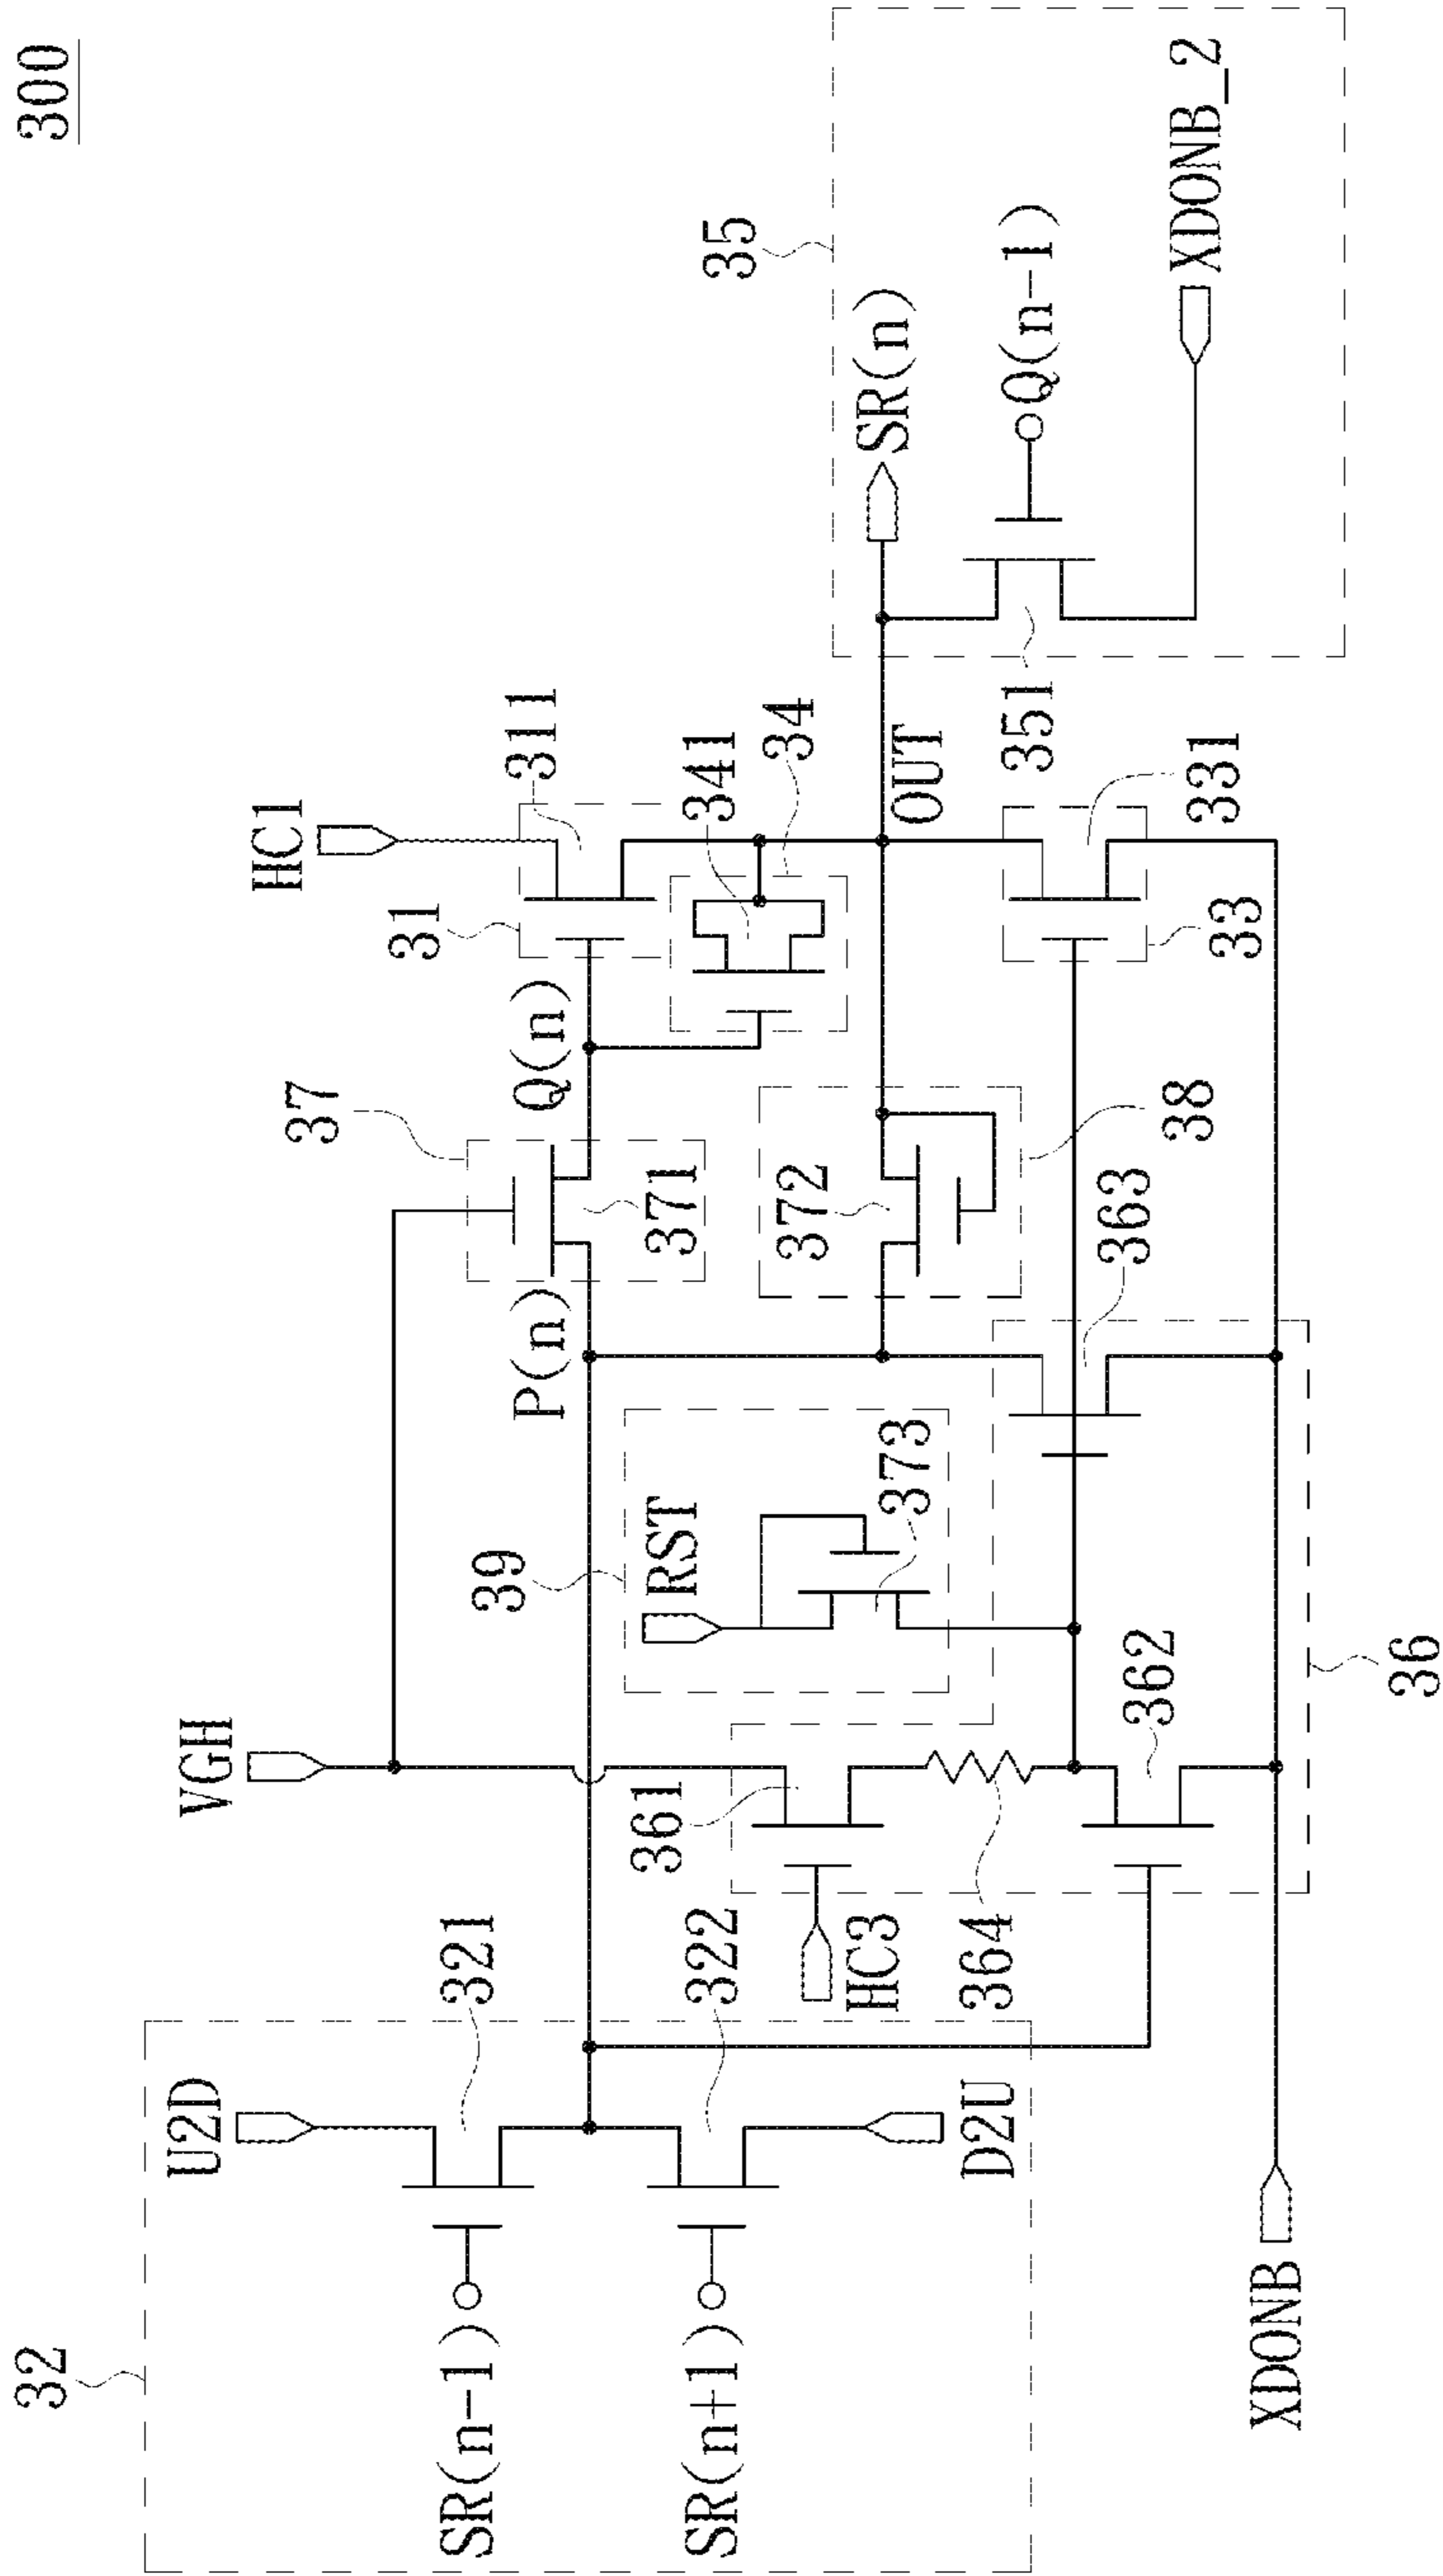 300
32
U2D
321
SR(n-1)
322
SR(n+1)
D2U
VGH
HC3
361
364
362
36
XDONB
39
RST
373
363
P(n)
37
371
Q(n)
372
38
HC1
31
311
341
34
OUT
33
331
35
SR(n)
351
Q(n-1)
XDONB_2